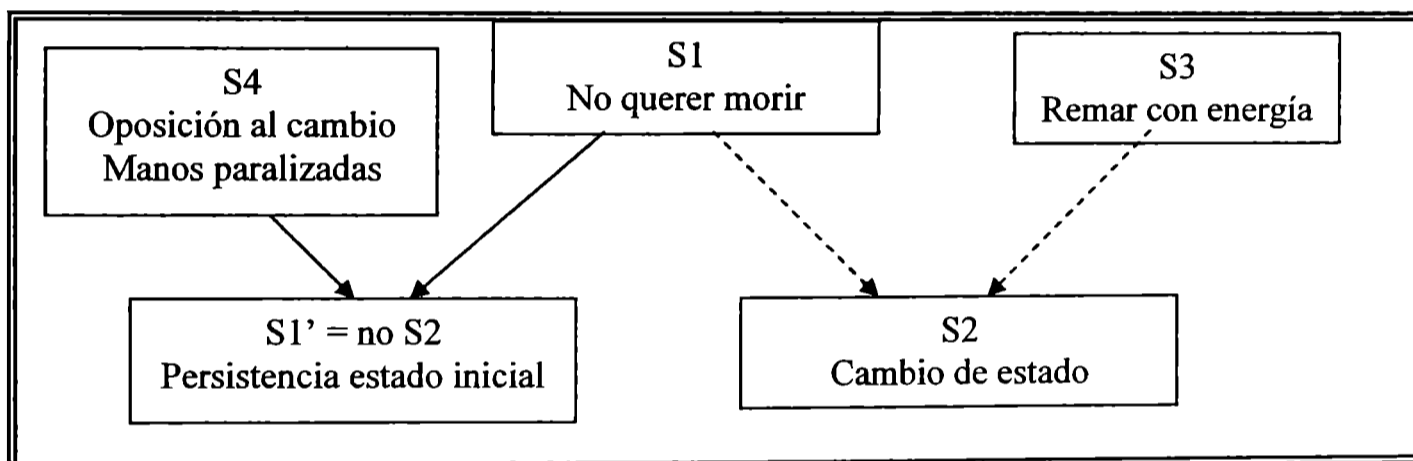 S4
Oposición al cambio
Manos paralizadas
S1
No querer morir
S3
Remar con energía
S1’ = no S2
Persistencia estado inicial
S2
Cambio de estado